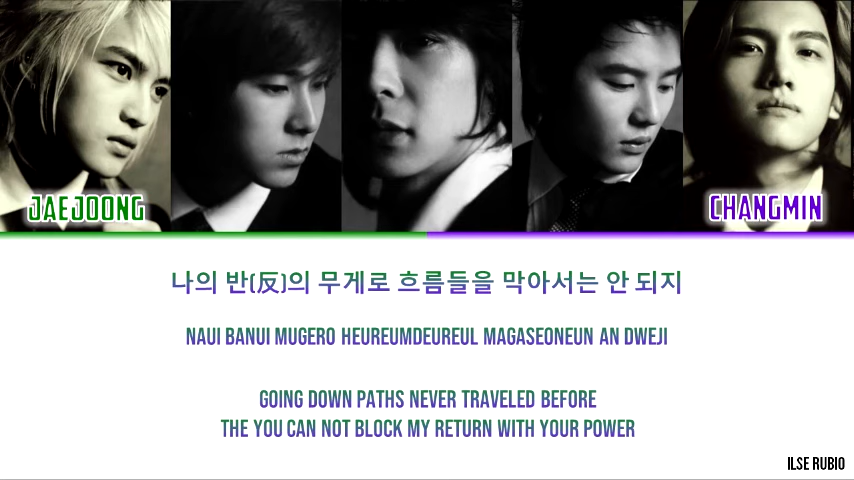 JAEJOONG
CHANGMIN
나의 반(反)의 무게로 흐름들을 막아서는 안 되지
NAUI BANUI MUGERO HEUREUMDEUREUL MAGASEONEUN AN DWEJI
GOING DOWN PATHS NEVER TRAVELED BEFORE
THE YOU CAN NOT BLOCK MY RETURN WITH YOUR POWER
ILSE RUBIO